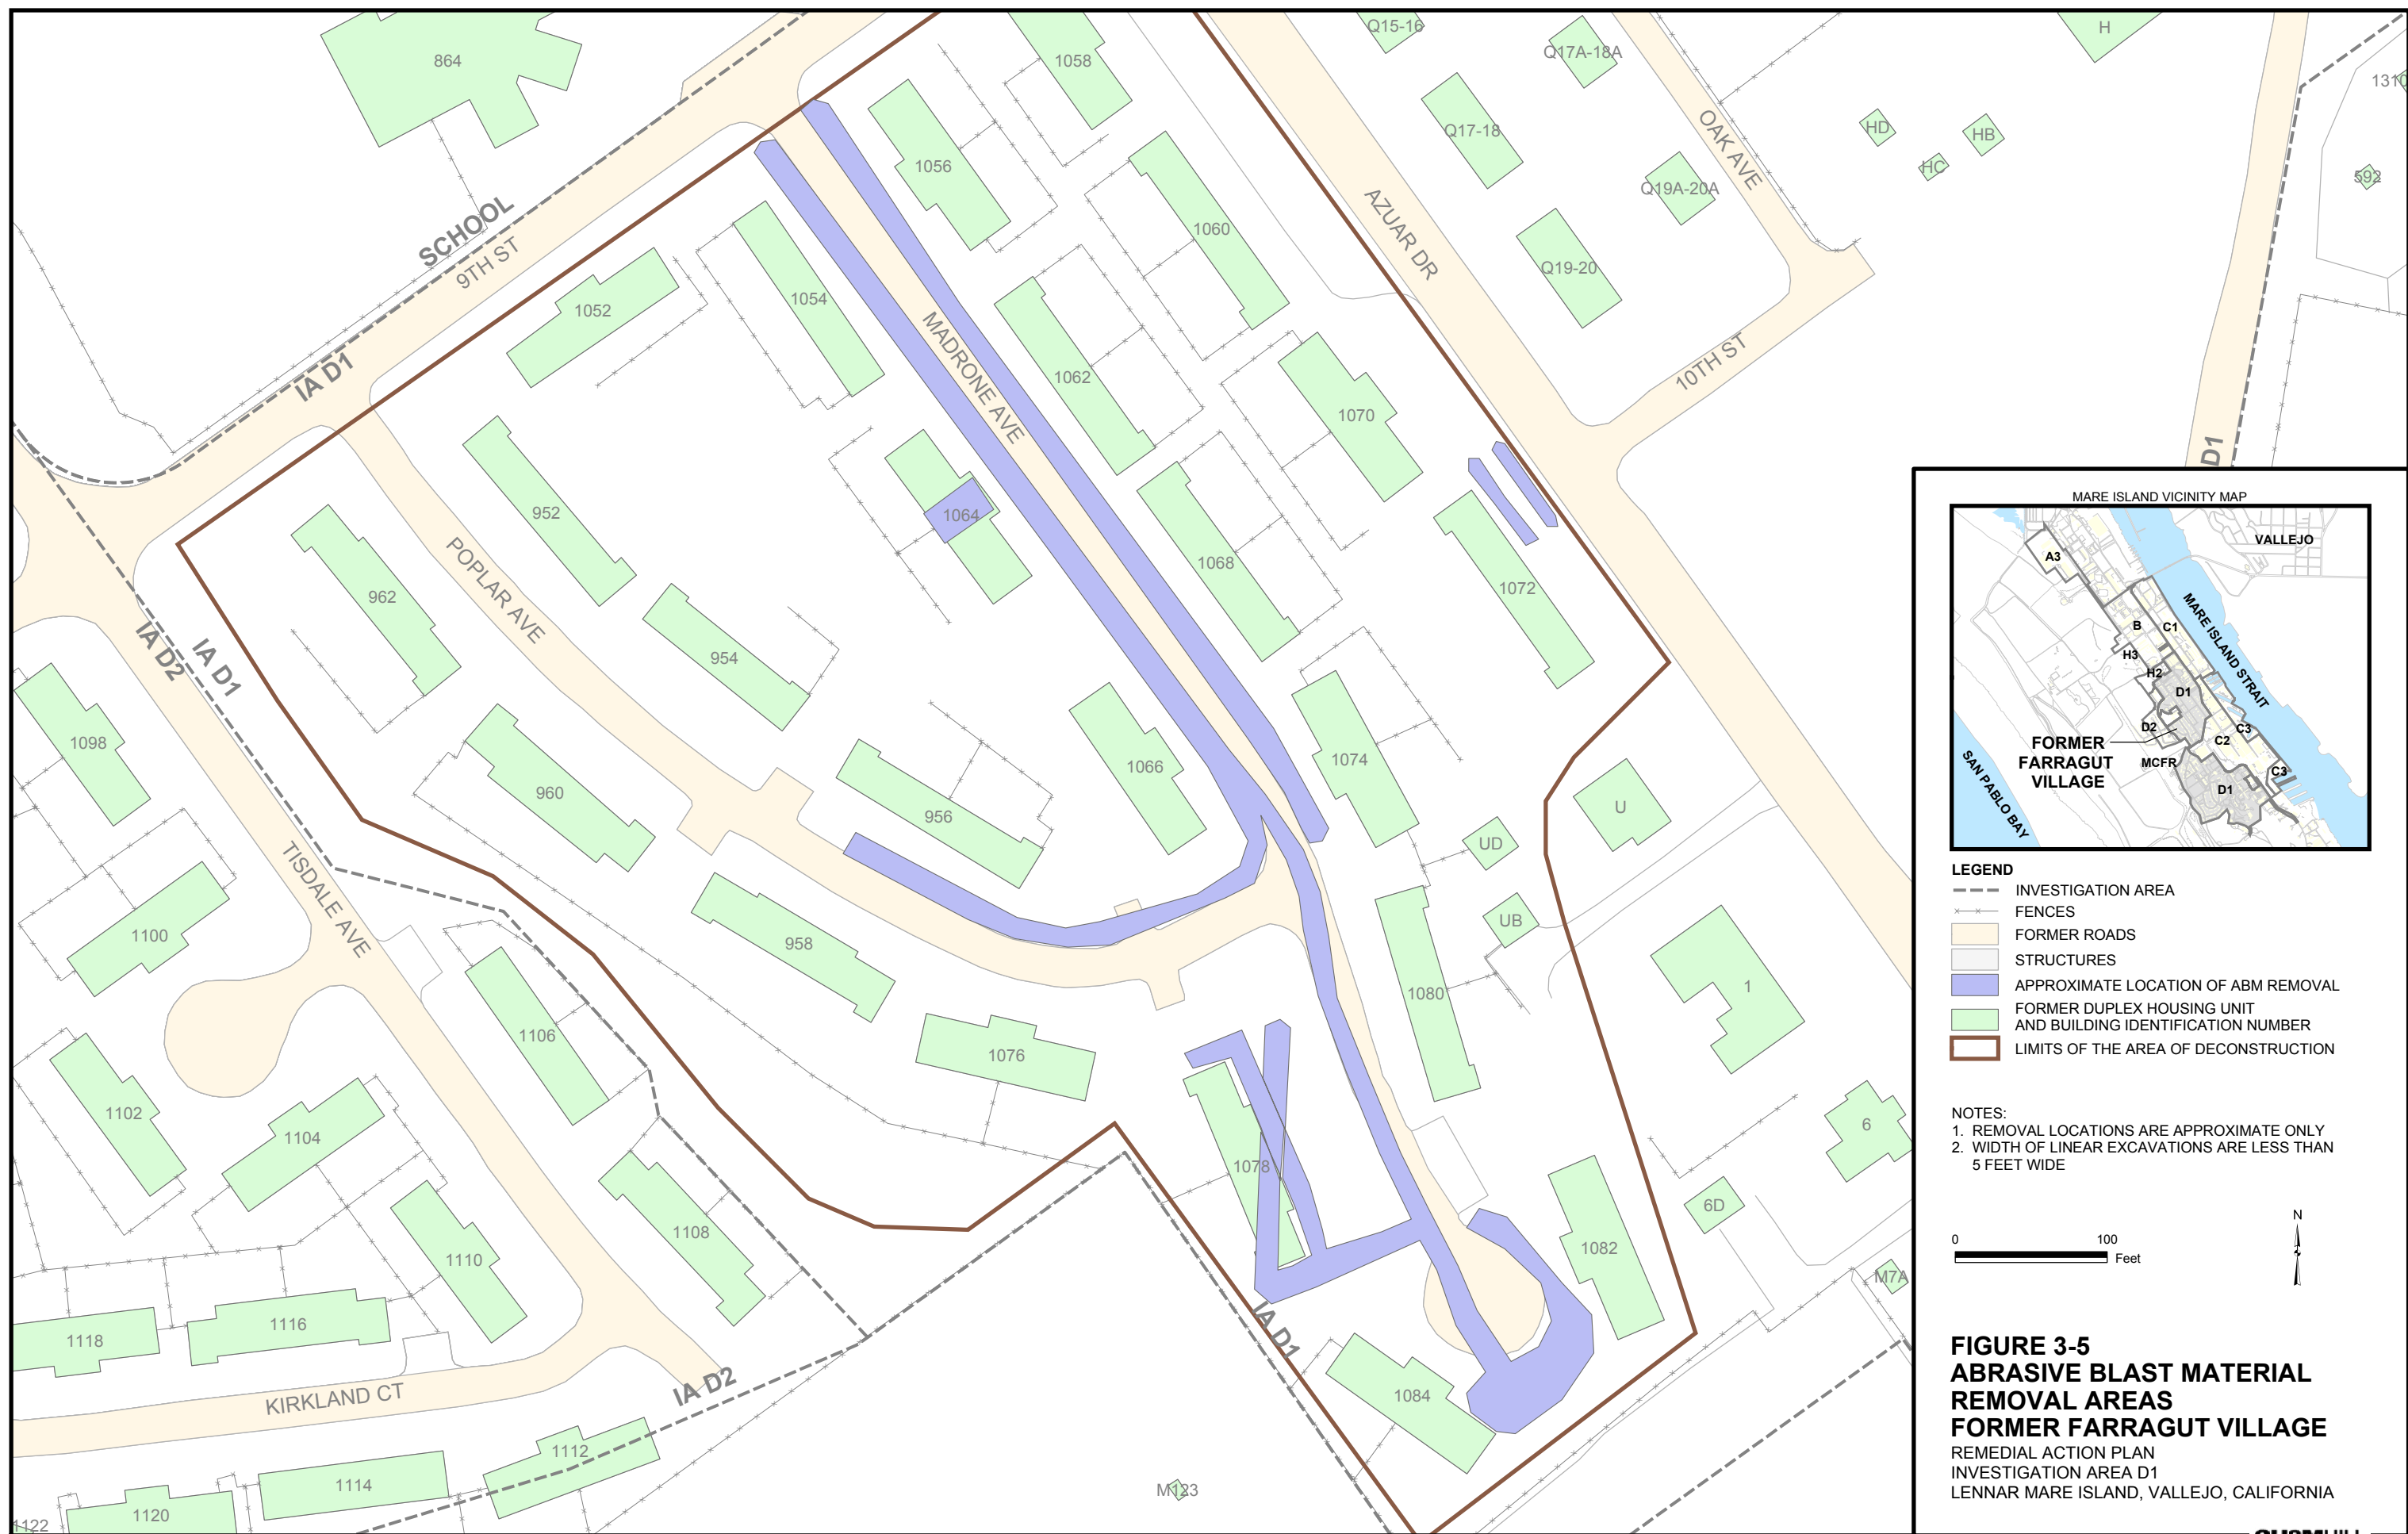 864
1058
Q15-16
Q17A-18A
H
1310
Q17-18
OAK AVE
HD
HB
HC
592
1056
Q19A-20A
SCHOOL
9TH ST
1060
AZUAR DR
Q19-20
1052
1054
IA D1
MADRONE AVE
1062
10TH ST
1070
D1
952
1064
962
POPLAR AVE
1068
1072
954
IA D2
IA D1
1098
960
956
1066
1074
U
UD
UB
TISDALE AVE
1100
958
1080
1
1106
1076
1102
1104
1078
6
6D
1108
1110
1082
M7A
1118
1116
IA D1
KIRKLAND CT
IA D2
1084
1112
1114
M123
1120
1122
MARE ISLAND VICINITY MAP
VALLEJO
A3
MARE ISLAND STRAIT
B
C1
H3
H2
D1
D2
C3
C2
FORMER
FARRAGUT
VILLAGE
MCFR
C3
D1
SAN PABLO BAY
LEGEND
INVESTIGATION AREA
FENCES
FORMER ROADS
STRUCTURES
APPROXIMATE LOCATION OF ABM REMOVAL
FORMER DUPLEX HOUSING UNIT
AND BUILDING IDENTIFICATION NUMBER
LIMITS OF THE AREA OF DECONSTRUCTION
NOTES:
1. REMOVAL LOCATIONS ARE APPROXIMATE ONLY
2. WIDTH OF LINEAR EXCAVATIONS ARE LESS THAN
5 FEET WIDE
N
0 100
Feet
FIGURE 3-5
ABRASIVE BLAST MATERIAL
REMOVAL AREAS
FORMER FARRAGUT VILLAGE
REMEDIAL ACTION PLAN
INVESTIGATION AREA D1
LENNAR MARE ISLAND, VALLEJO, CALIFORNIA